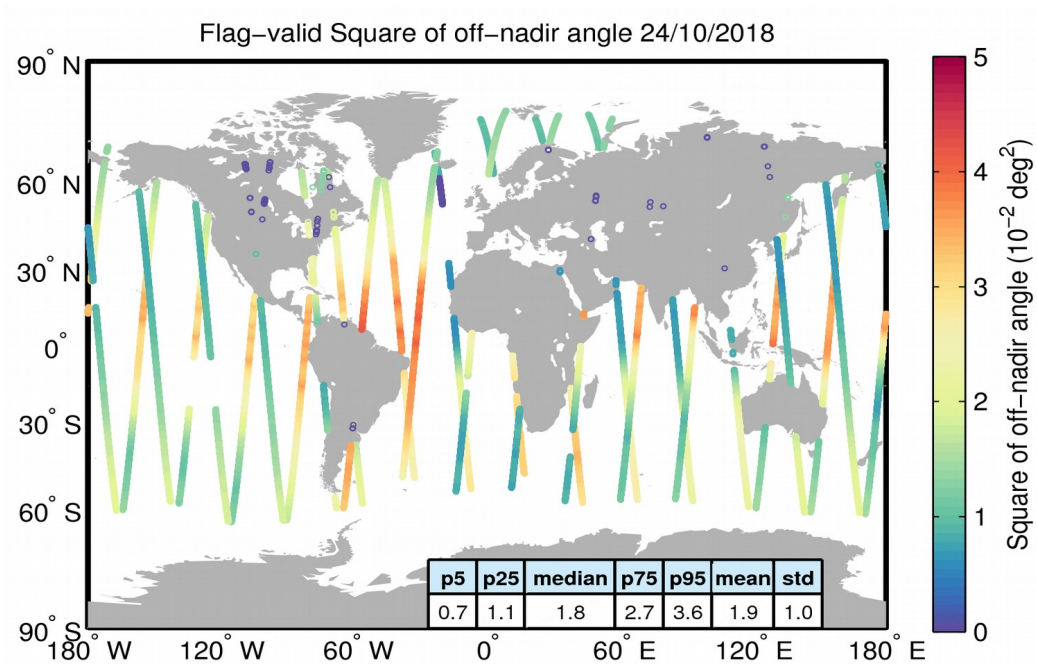 Flag−valid Square of off−nadir angle 24/10/2018
90° N
60° N
30° N
0°
30° S
60° S
90° S
180° W
120° W
60° W
0°
60° E
120° E
180° E
p5 p25 median p75 p95 mean std
0.7 1.1 1.8 2.7 3.6 1.9 1.0
5
4
3
2
1
0
Square of off−nadir angle (10⁻² deg²)